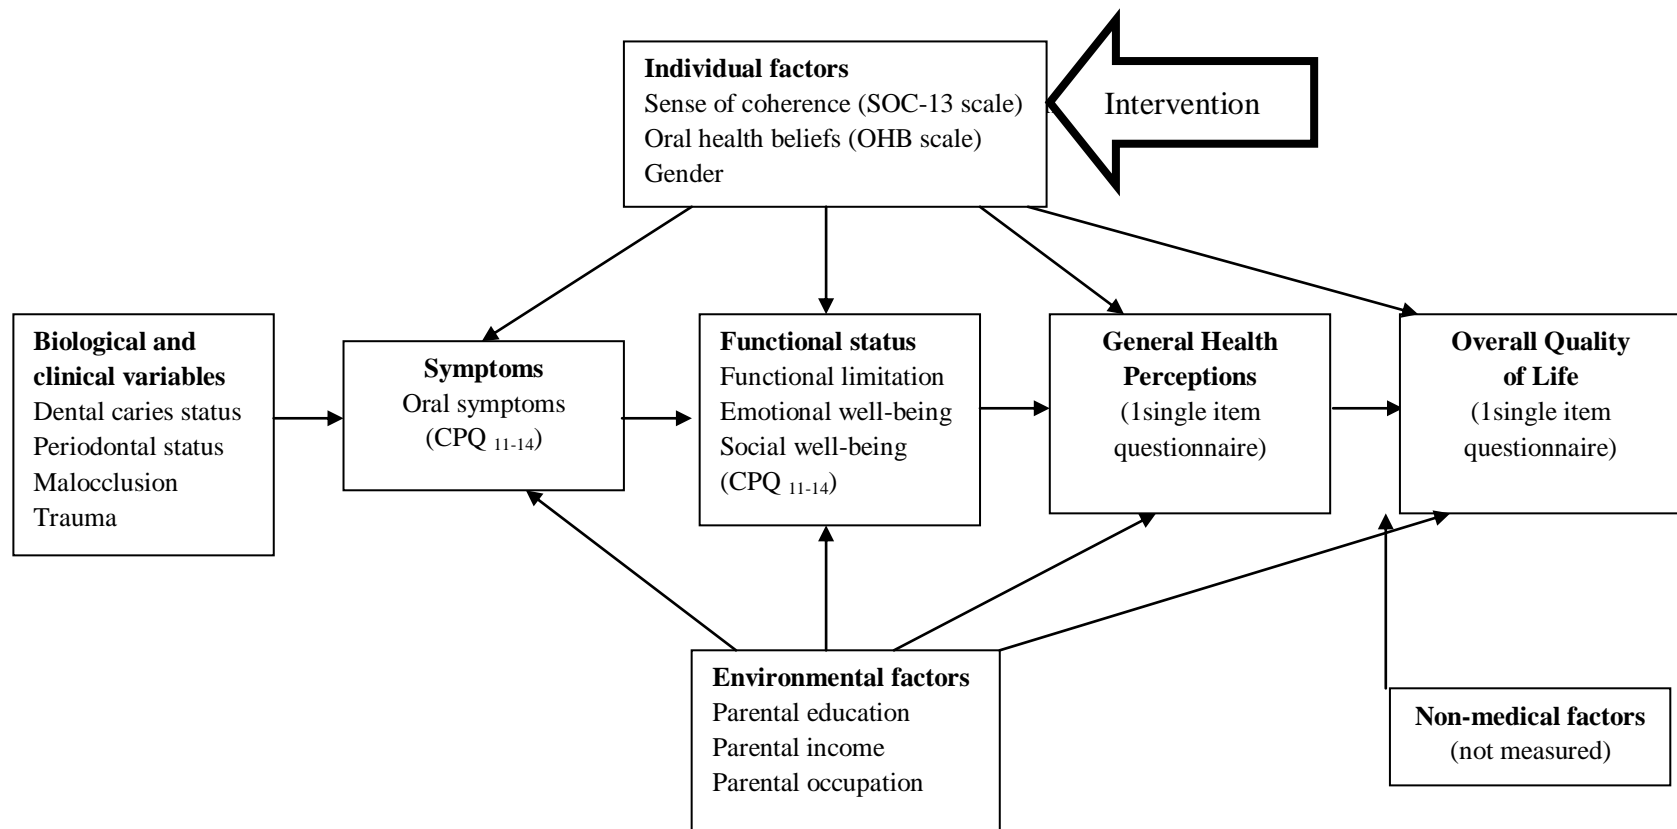 Individual factors
Sense of coherence (SOC-13 scale)
Oral health beliefs (OHB scale)
Gender
Intervention
Biological and
clinical variables
Dental caries status
Periodontal status
Malocclusion
Trauma
Symptoms
Oral symptoms
(CPQ 11-14)
Functional status
Functional limitation
Emotional well-being
Social well-being
(CPQ 11-14)
General Health
Perceptions
(1single item
questionnaire)
Overall Quality
of Life
(1single item
questionnaire)
Environmental factors
Parental education
Parental income
Parental occupation
Non-medical factors
(not measured)